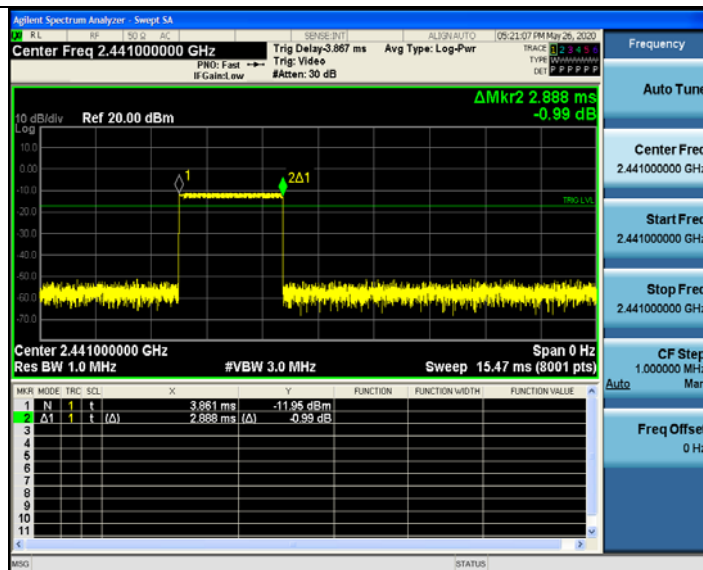 Agilent Spectrum Analyzer - Swept SA
RL RF 50 Ω AC SENSE:INT ALIGN AUTO 05:21:07 PM May 26, 2020
Center Freq 2.441000000 GHz
PNO: Fast
IFGain:Low
Trig Delay-3.867 ms
Trig: Video
#Atten: 30 dB
Avg Type: Log-Pwr
TRACE 1 2 3 4 5 6
TYPE
DET P P P P P P
ΔMkr2 2.888 ms
-0.99 dB
10 dB/div Ref 20.00 dBm
Log
10.0
0.00
-10.0
-20.0
-30.0
-40.0
-50.0
-60.0
-70.0
1
2Δ1
TRIG LVL
Center 2.441000000 GHz Span 0 Hz
Res BW 1.0 MHz #VBW 3.0 MHz Sweep 15.47 ms (8001 pts)
MKR MODE TRC SCL X Y FUNCTION FUNCTION WIDTH FUNCTION VALUE
1 N 1 t 3.861 ms -11.95 dBm
2 Δ1 1 t (Δ) 2.888 ms (Δ) -0.99 dB
3
4
5
6
7
8
9
10
11
MSG STATUS
Frequency
Auto Tune
Center Freq
2.441000000 GHz
Start Freq
2.441000000 GHz
Stop Freq
2.441000000 GHz
CF Step
1.000000 MHz
Auto Man
Freq Offset
0 Hz